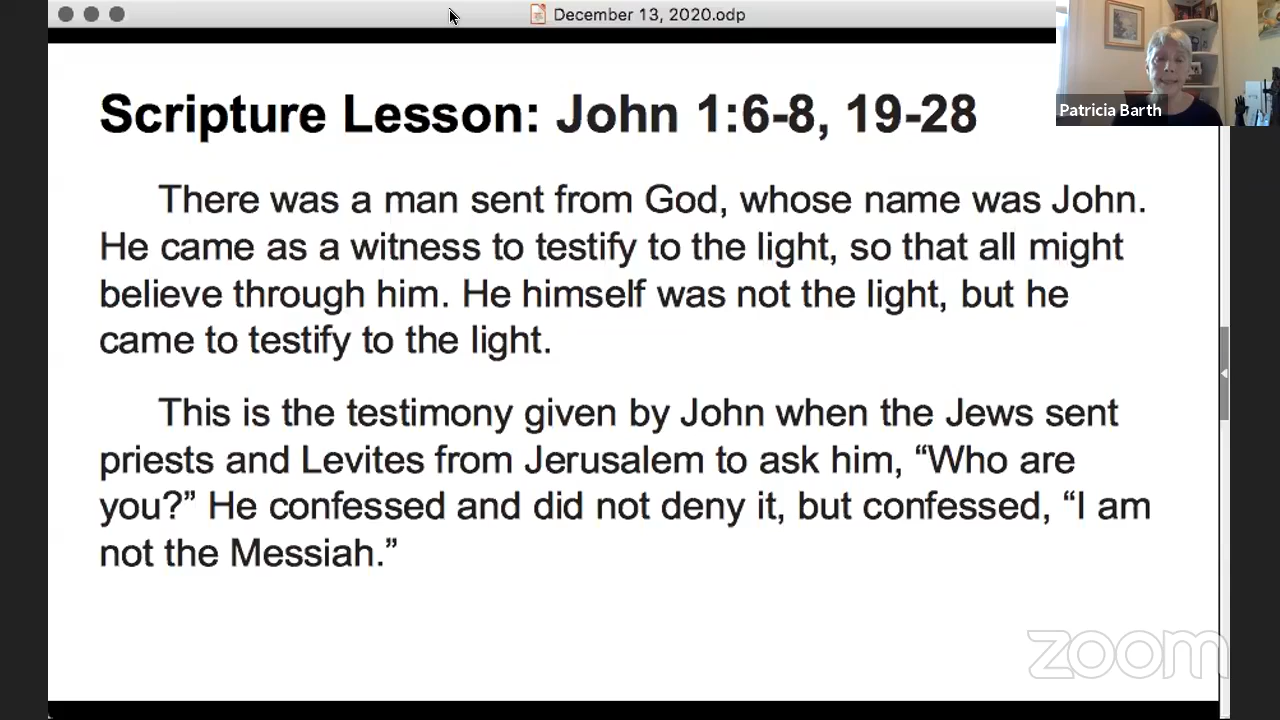 December 13, 2020.odp
Patricia Barth
Scripture Lesson: John 1:6-8, 19-28
There was a man sent from God, whose name was John.
He came as a witness to testify to the light, so that all might
believe through him. He himself was not the light, but he
came to testify to the light.
This is the testimony given by John when the Jews sent
priests and Levites from Jerusalem to ask him, “Who are
you?” He confessed and did not deny it, but confessed, “I am
not the Messiah.”
zoom